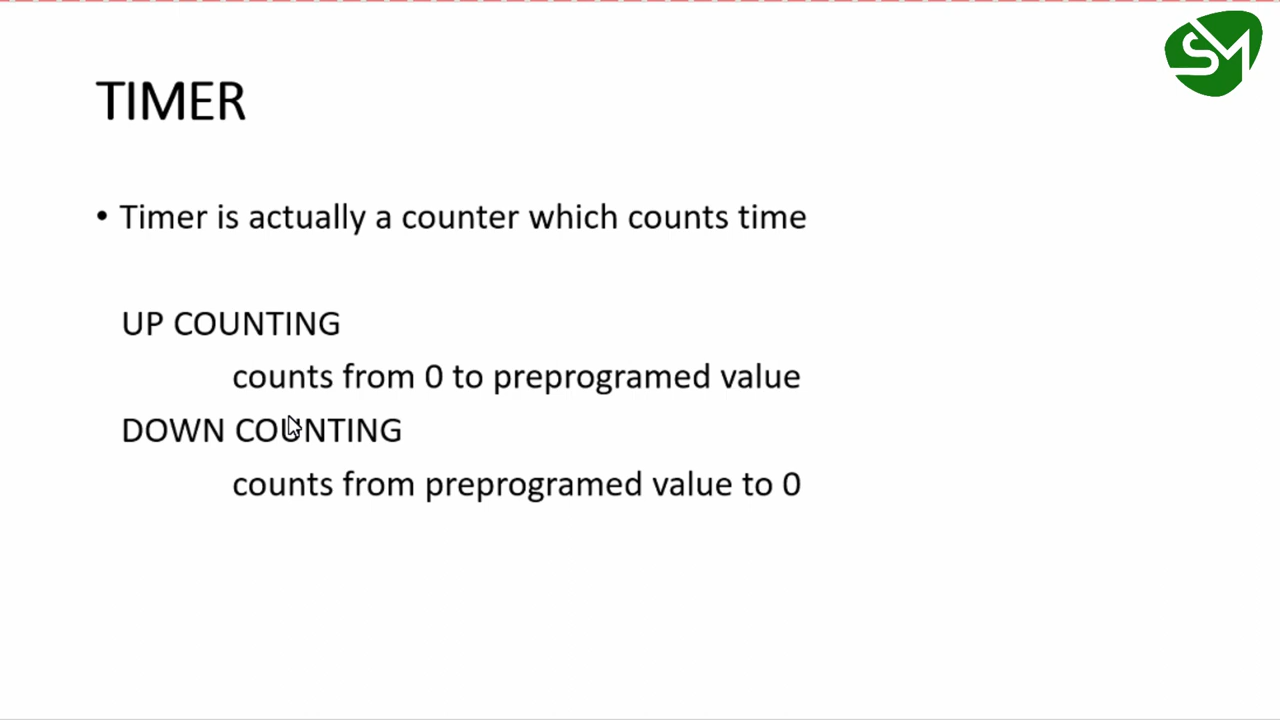 SM
TIMER
• Timer is actually a counter which counts time
UP COUNTING
counts from 0 to preprogramed value
DOWN COUNTING
counts from preprogramed value to 0